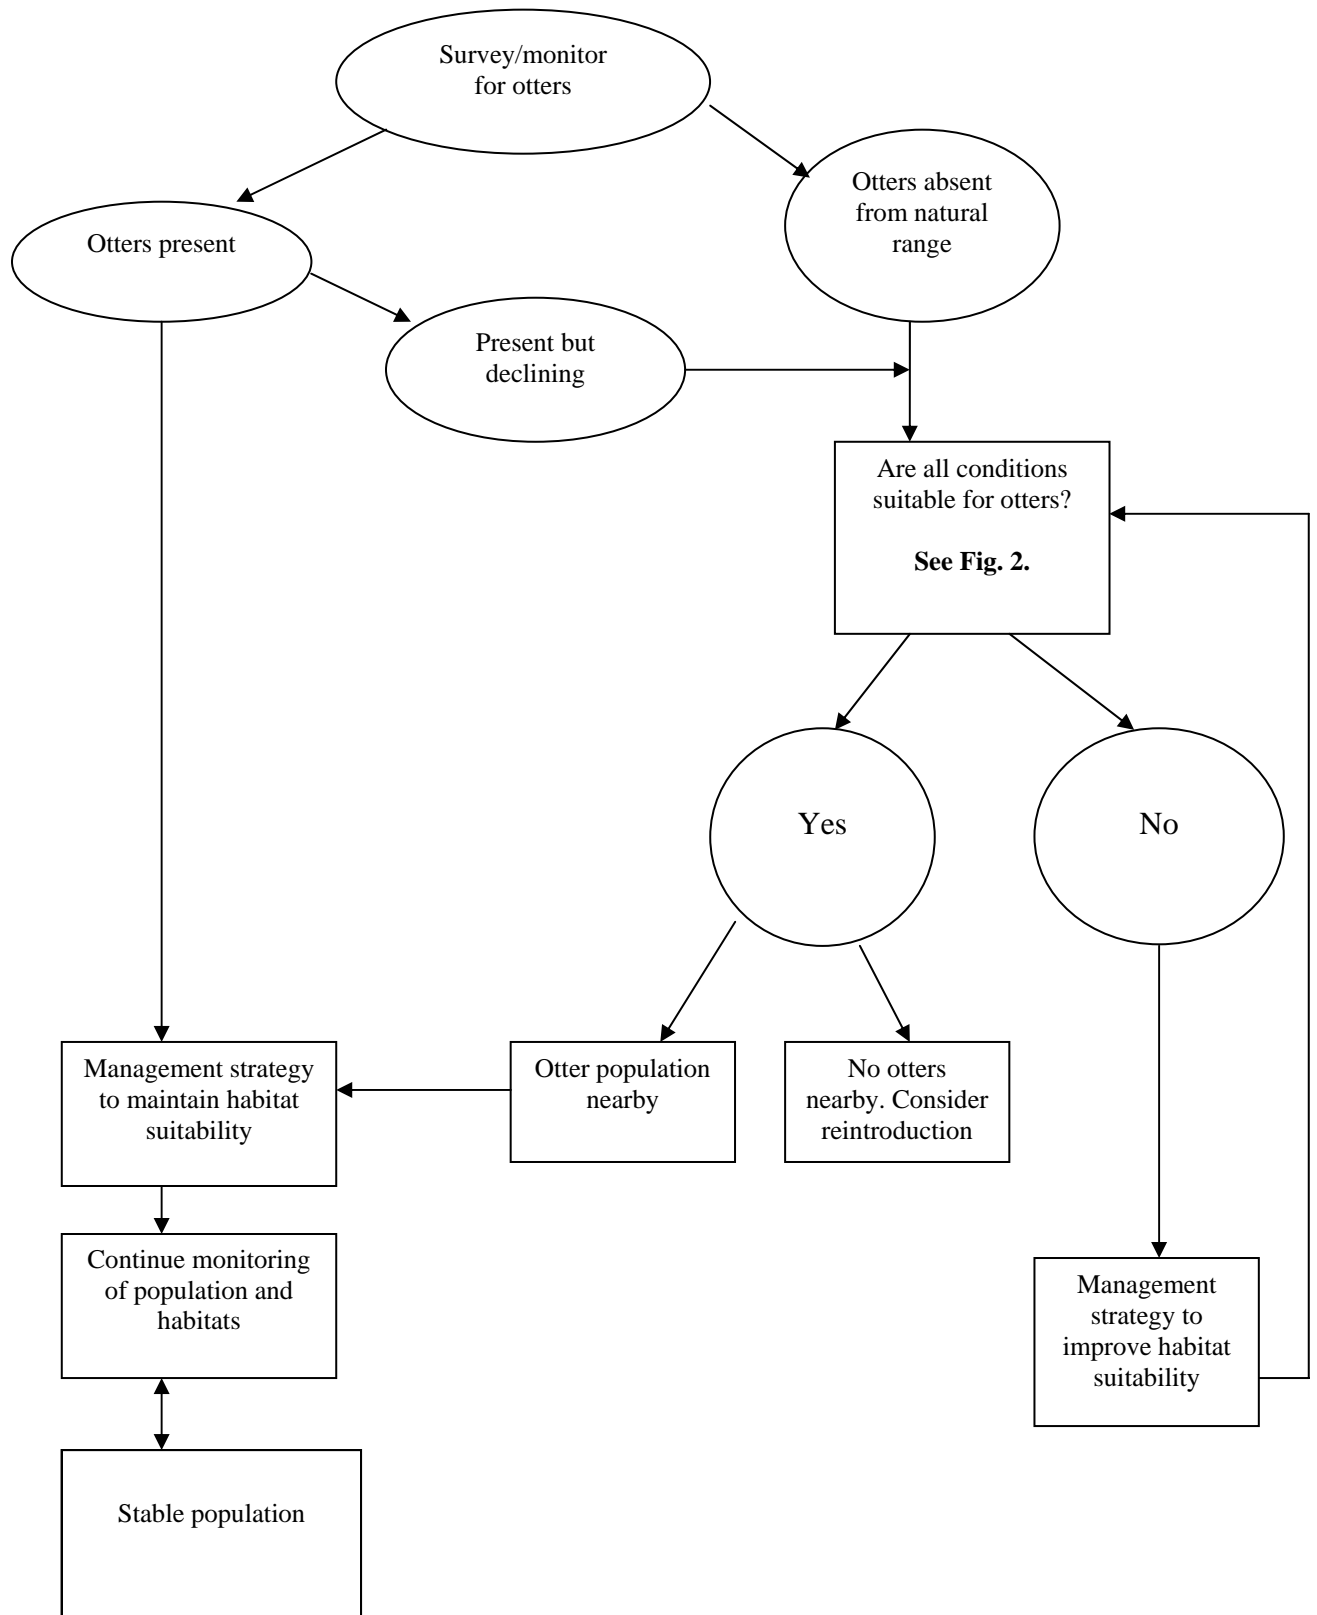 Survey/monitor
for otters
Otters absent
from natural
range
Otters present
Present but
declining
Are all conditions
suitable for otters?
See Fig. 2.
Yes
No
Management strategy
to maintain habitat
suitability
Otter population
nearby
No otters
nearby. Consider
reintroduction
Continue monitoring
of population and
habitats
Management
strategy to
improve habitat
suitability
Stable population